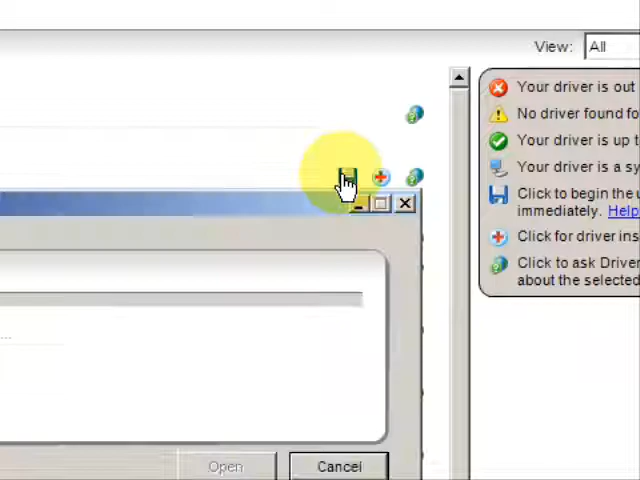 View: All
Your driver is out
No driver found fo
Your driver is up t
Your driver is a sy
Click to begin the u
immediately. Help
Click for driver ins
Click to ask Driver
about the selected
...
Open
Cancel